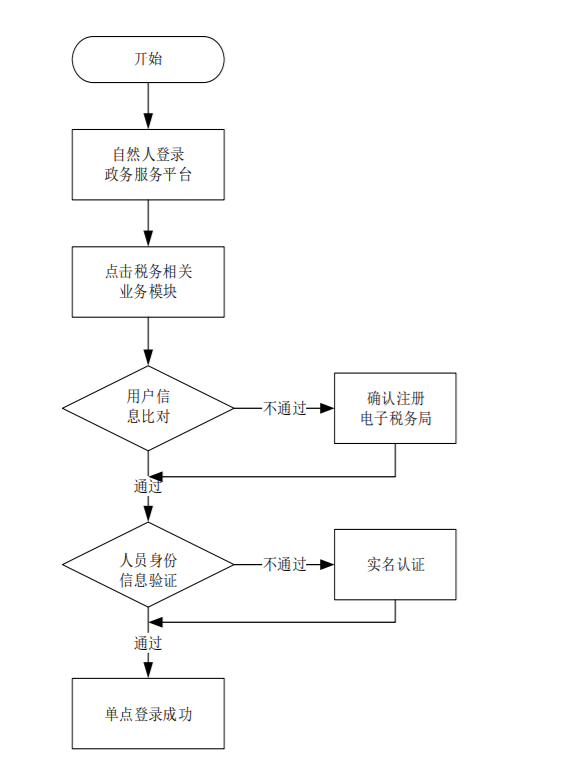 开始
自然人登录
政务服务平台
点击税务相关
业务模块
用户信
息比对
不通过
确认注册
电子税务局
通过
人员身份
信息验证
不通过
实名认证
通过
单点登录成功